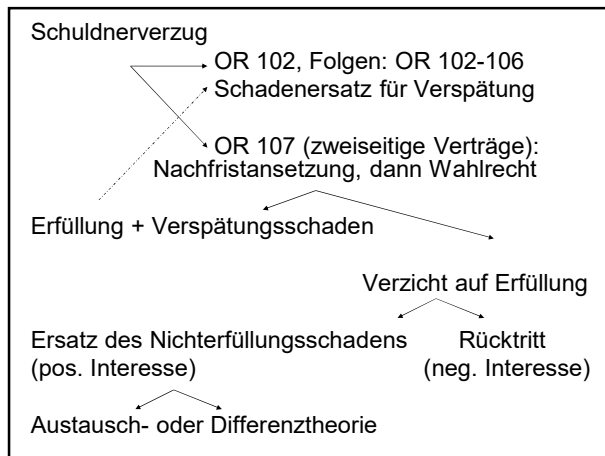 Schuldnerverzug
OR 102, Folgen: OR 102-106
Schadenersatz für Verspätung
OR 107 (zweiseitige Verträge):
Nachfristansetzung, dann Wahlrecht
Erfüllung + Verspätungsschaden
Verzicht auf Erfüllung
Ersatz des Nichterfüllungsschadens
(pos. Interesse)
Rücktritt
(neg. Interesse)
Austausch- oder Differenztheorie